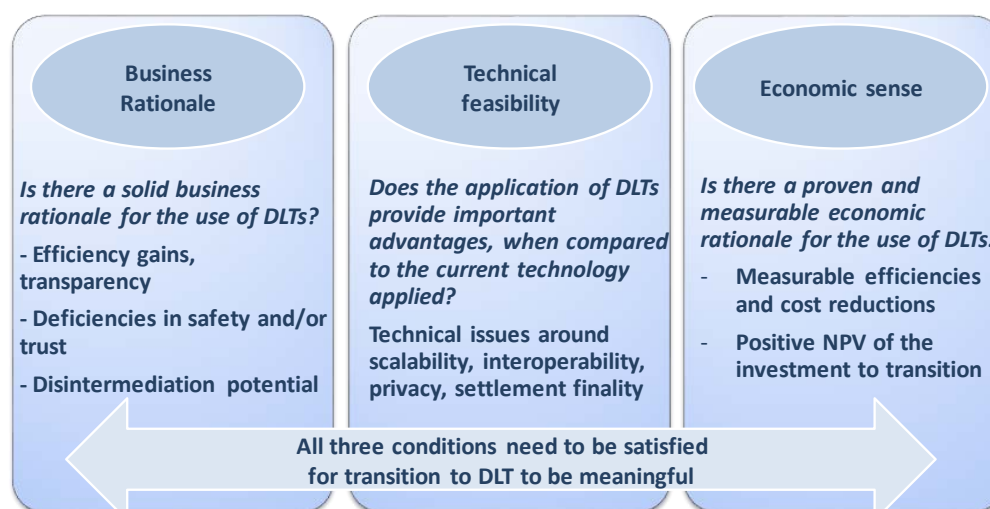 Business
Rationale
Is there a solid business
rationale for the use of DLTs?
- Efficiency gains,
transparency
- Deficiencies in safety and/or
trust
- Disintermediation potential
Technical
feasibility
Does the application of DLTs
provide important
advantages, when compared
to the current technology
applied?
Technical issues around
scalability, interoperability,
privacy, settlement finality
Economic sense
Is there a proven and
measurable economic
rationale for the use of DLTs
- Measurable efficiencies
and cost reductions
- Positive NPV of the
investment to transition
All three conditions need to be satisfied
for transition to DLT to be meaningful